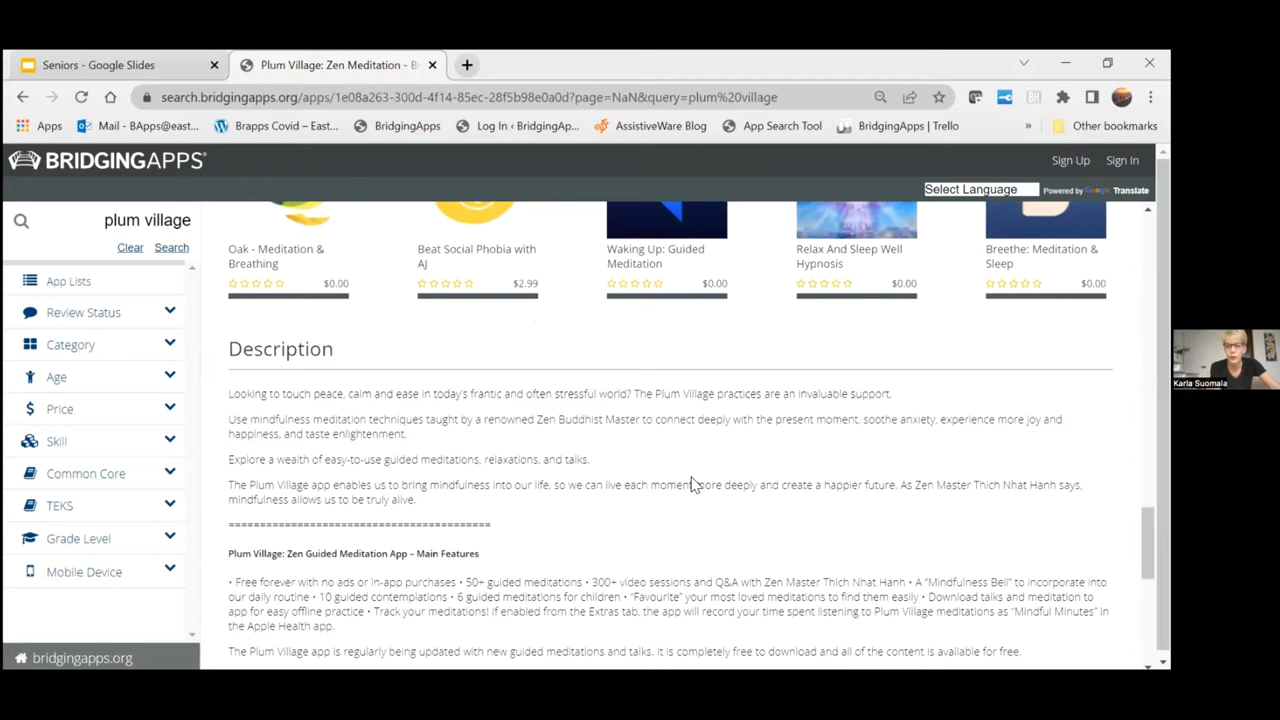 Seniors - Google Slides
Plum Village: Zen Meditation - B
search.bridgingapps.org/apps/1e08a263-300d-4f14-85ec-28f5b98e0a0d?page=NaN&query=plum%20village
Apps
Mail - BApps@east...
Brapps Covid – East...
BridgingApps
Log In ‹ BridgingAp...
AssistiveWare Blog
App Search Tool
BridgingApps | Trello
»
Other bookmarks
BRIDGINGAPPS®
Sign Up
Sign In
Select Language
Powered by Google Translate
plum village
Clear
Search
App Lists
Review Status
Category
Age
Price
Skill
Common Core
TEKS
Grade Level
Mobile Device
bridgingapps.org
Oak - Meditation &
Breathing
$0.00
Beat Social Phobia with
AJ
$2.99
Waking Up: Guided
Meditation
$0.00
Relax And Sleep Well
Hypnosis
$0.00
Breethe: Meditation &
Sleep
$0.00
Description
Looking to touch peace, calm and ease in today's frantic and often stressful world? The Plum Village practices are an invaluable support.
Use mindfulness meditation techniques taught by a renowned Zen Buddhist Master to connect deeply with the present moment, soothe anxiety, experience more joy and
happiness, and taste enlightenment.
Explore a wealth of easy-to-use guided meditations, relaxations, and talks.
The Plum Village app enables us to bring mindfulness into our life, so we can live each moment more deeply and create a happier future. As Zen Master Thich Nhat Hanh says,
mindfulness allows us to be truly alive.
========================================
Plum Village: Zen Guided Meditation App – Main Features
• Free forever with no ads or in-app purchases • 50+ guided meditations • 300+ video sessions and Q&A with Zen Master Thich Nhat Hanh • A “Mindfulness Bell” to incorporate into
our daily routine • 10 guided contemplations • 6 guided meditations for children • “Favourite” your most loved meditations to find them easily • Download talks and meditation to
app for easy offline practice • Track your meditations! If enabled from the Extras tab, the app will record your time spent listening to Plum Village meditations as “Mindful Minutes” in
the Apple Health app.
The Plum Village app is regularly being updated with new guided meditations and talks. It is completely free to download and all of the content is available for free.
Karla Suomala